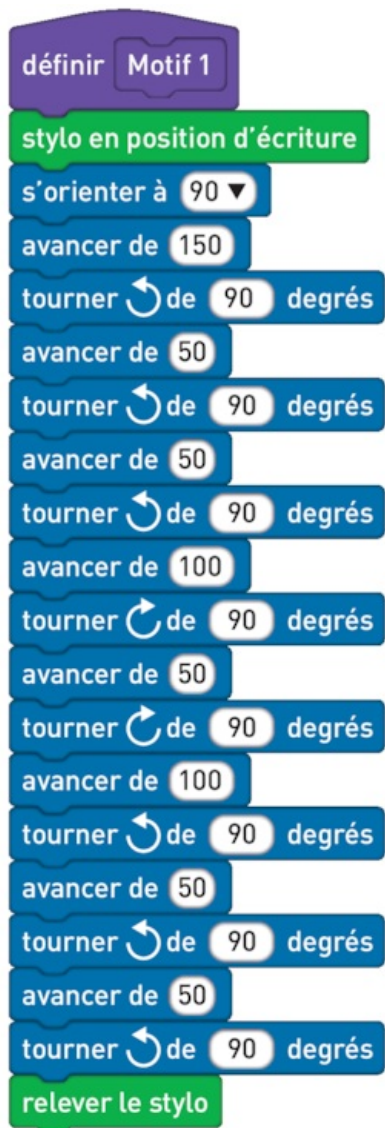 définir Motif 1
stylo en position d’écriture
s’orienter à 90 ▼
avancer de 150
tourner ↺ de 90 degrés
avancer de 50
tourner ↺ de 90 degrés
avancer de 50
tourner ↺ de 90 degrés
avancer de 100
tourner ↻ de 90 degrés
avancer de 50
tourner ↻ de 90 degrés
avancer de 100
tourner ↺ de 90 degrés
avancer de 50
tourner ↺ de 90 degrés
avancer de 50
tourner ↺ de 90 degrés
relever le stylo